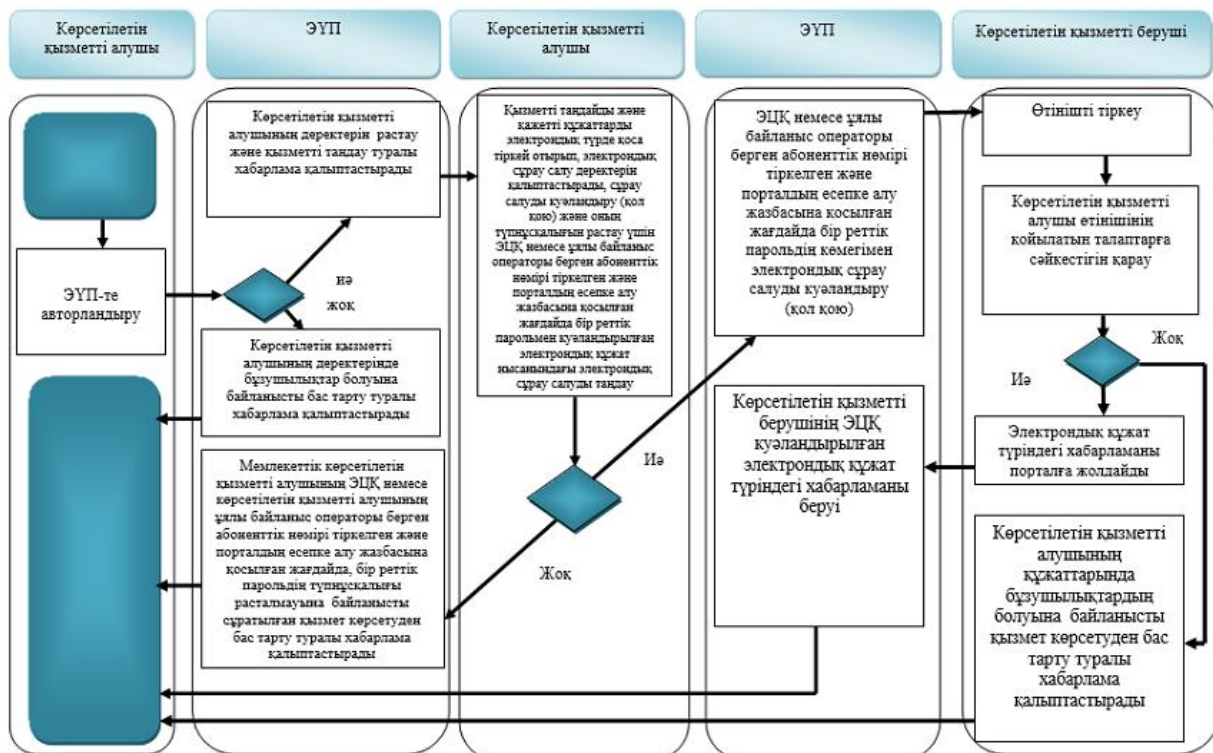 Көрсетілетін
қызметті алушы
ЭҮП
Көрсетілетін қызметті
алушы
ЭҮП
Көрсетілетін қызметті беруші
ЭҮП-те
авторландыру
Көрсетілетін қызметті
алушының деректерін растау
және қызметті таңдау туралы
хабарлама қалыптастырады
иә
жоқ
Көрсетілетін қызметті
алушының деректерінде
бұзушылықтар болуына
байланысты бас тарту туралы
хабарлама қалыптастырады
Мемлекеттік көрсетілетін
қызметті алушының ЭЦҚ немесе
көрсетілетін қызметті алушының
ұялы байланыс операторы берген
абоненттік нөмірі тіркелген және
порталдың есепке алу жазбасына
қосылған жағдайда, бір реттік
парольдің түпнұсқалығы
расталмауына байланысты
сұратылған қызмет көрсетуден
бас тарту туралы хабарлама
қалыптастырады
Қызметті таңдайды және
қажетті құжаттарды
электрондық түрде қоса
тіркей отырып, электрондық
сұрау салу деректерін
қалыптастырады, сұрау
салуды куәландыру (қол
қою) және оның
түпнұсқалығын растау үшін
ЭЦҚ немесе ұялы байланыс
операторы берген абоненттік
нөмірі тіркелген және
порталдың есепке алу
жазбасына қосылған
жағдайда бір реттік
парольмен куәландырылған
электрондық құжат
нысанындағы электрондық
сұрау салуды таңдау
Иә
Жоқ
ЭЦҚ немесе ұялы
байланыс операторы
берген абоненттік нөмірі
тіркелген және
порталдың есепке алу
жазбасына қосылған
жағдайда бір реттік
парольдің көмегімен
электрондық сұрау
салуды куәландыру
(қол қою)
Көрсетілетін қызметті
берушінің ЭЦҚ
куәландырылған
электрондық құжат
түріндегі хабарламаны
беруі
Өтінішті тіркеу
Көрсетілетін қызметті
алушы өтінішінің
қойылатын талаптарға
сәйкестігін қарау
Жоқ
Иә
Электрондық құжат
түріндегі хабарламаны
порталға жолдайды
Көрсетілетін қызметті
алушының
құжаттарында
бұзушылықтардың
болуына байланысты
қызмет көрсетуден бас
тарту туралы
хабарлама
қалыптастырады